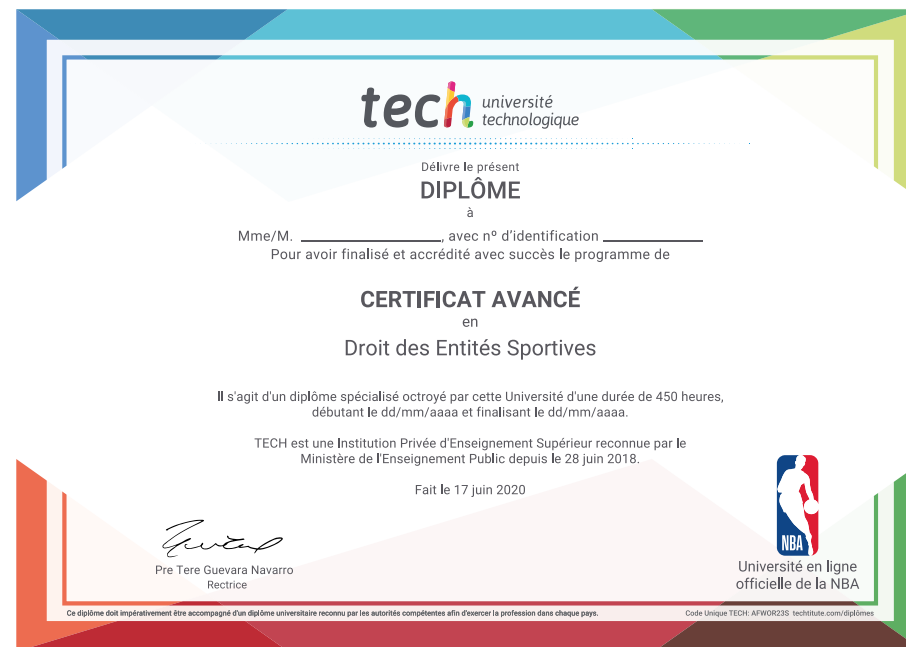 tech université
technologique
Délivre le présent
DIPLÔME
à
Mme/M. ____________________, avec nº d'identification ______________
Pour avoir finalisé et accrédité avec succès le programme de
CERTIFICAT AVANCÉ
en
Droit des Entités Sportives
Il s'agit d'un diplôme spécialisé octroyé par cette Université d'une durée de 450 heures,
débutant le dd/mm/aaaa et finalisant le dd/mm/aaaa.
TECH est une Institution Privée d'Enseignement Supérieur reconnue par le
Ministère de l'Enseignement Public depuis le 28 juin 2018.
Fait le 17 juin 2020
NBA
Pre Tere Guevara Navarro
Rectrice
Université en ligne
officielle de la NBA
Ce diplôme doit impérativement être accompagné d'un diplôme universitaire reconnu par les autorités compétentes afin d'exercer la profession dans chaque pays.
Code Unique TECH: AFWOR23S techtitute.com/diplômes